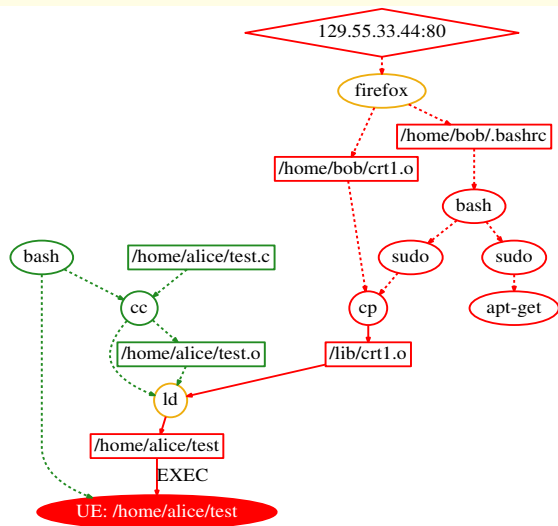 129.55.33.44:80
firefox
/home/bob/.bashrc
/home/bob/crt1.o
bash
bash
/home/alice/test.c
sudo
sudo
cc
cp
apt-get
/home/alice/test.o
/lib/crt1.o
ld
/home/alice/test
EXEC
UE: /home/alice/test